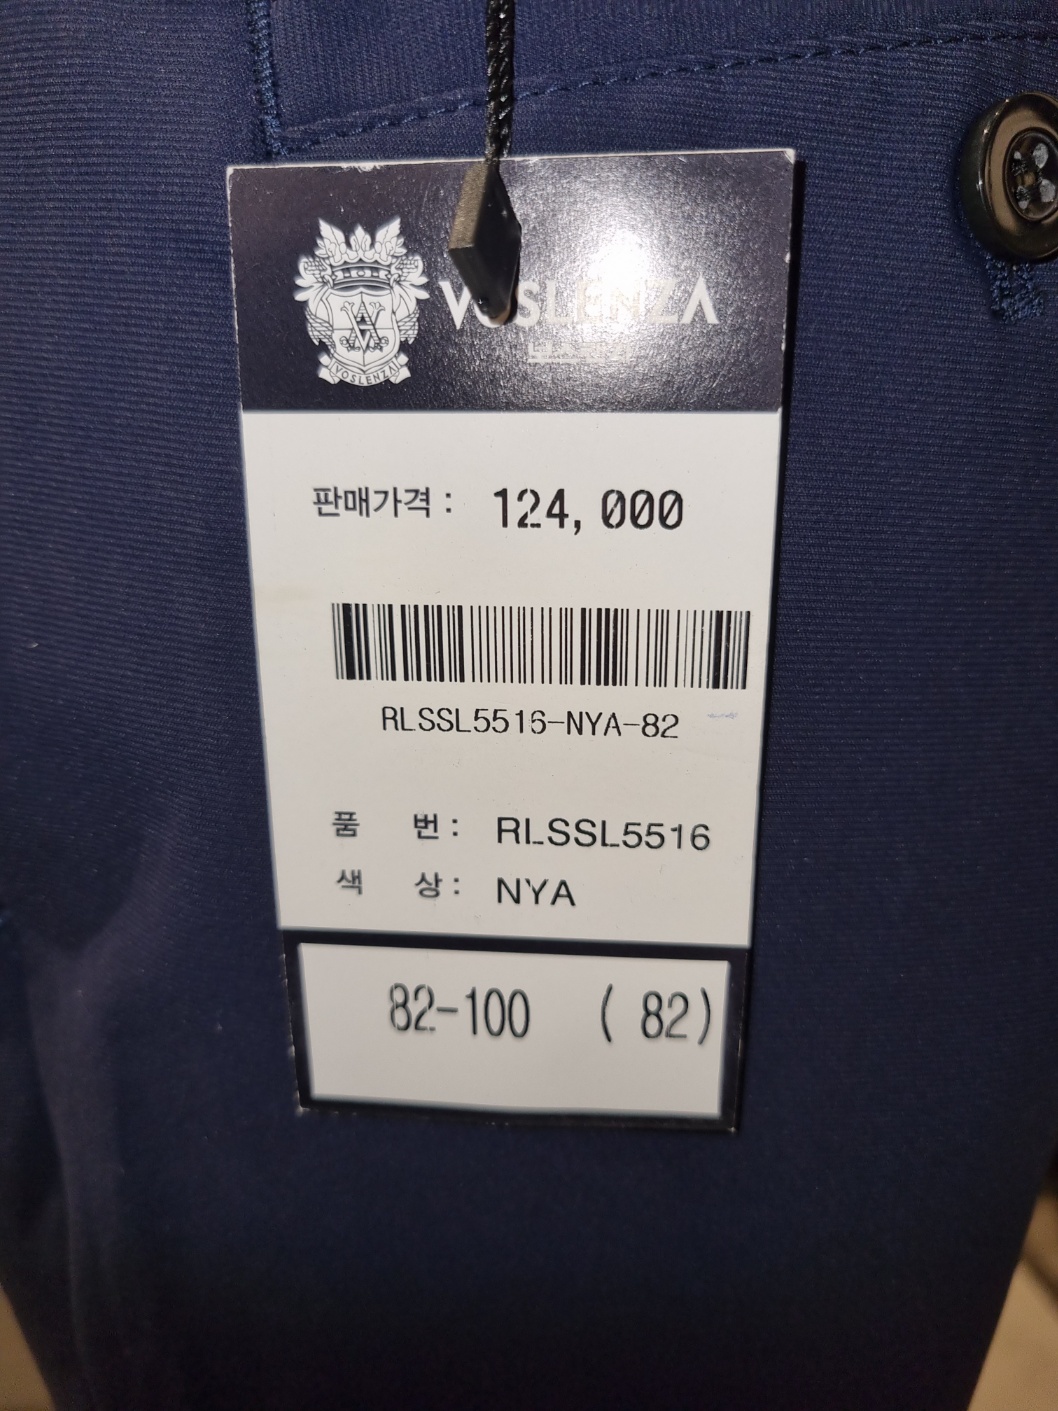 VOSLENZA
VOSLENZA
판매가격 : 124,000
RLSSL5516-NYA-82
품 번 : RLSSL5516
색 상 : NYA
82-100 ( 82)